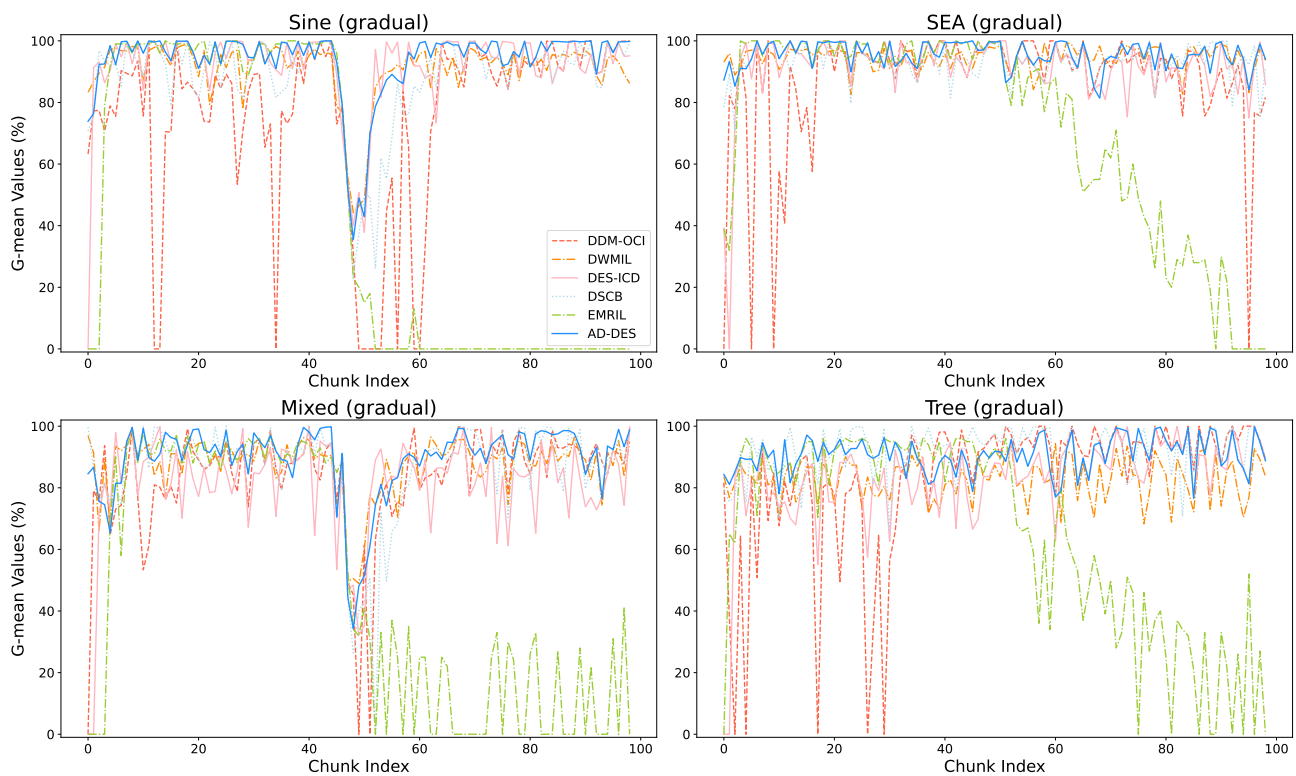 Sine (gradual)
SEA (gradual)
G-mean Values (%)
100
80
60
40
20
0
DDM-OCI
DWMIL
DES-ICD
DSCB
EMRIL
AD-DES
0 20 40 60 80 100
Chunk Index
100
80
60
40
20
0
0 20 40 60 80 100
Chunk Index
Mixed (gradual)
Tree (gradual)
G-mean Values (%)
100
80
60
40
20
0
0 20 40 60 80 100
Chunk Index
100
80
60
40
20
0
0 20 40 60 80 100
Chunk Index